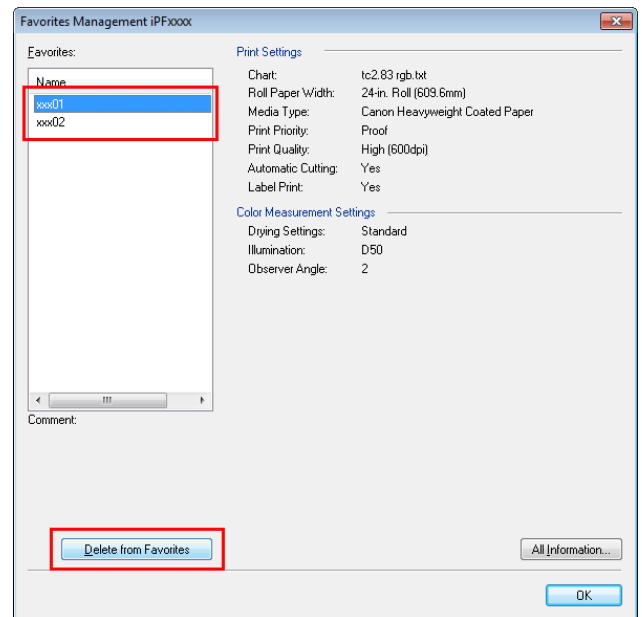 Favorites Management iPFxxxx
Favorites:
Name
xxx01
xxx02
Comment:
Delete from Favorites
Print Settings
Chart: tc2.83 rgb.txt
Roll Paper Width: 24-in. Roll (609.6mm)
Media Type: Canon Heavyweight Coated Paper
Print Priority: Proof
Print Quality: High (600dpi)
Automatic Cutting: Yes
Label Print: Yes
Color Measurement Settings
Drying Settings: Standard
Illumination: D50
Observer Angle: 2
All Information...
OK